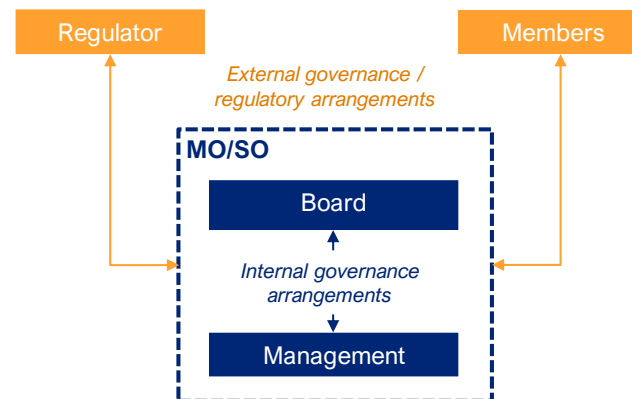 Regulator
Members
External governance /
regulatory arrangements
MO/SO
Board
Internal governance
arrangements
Management